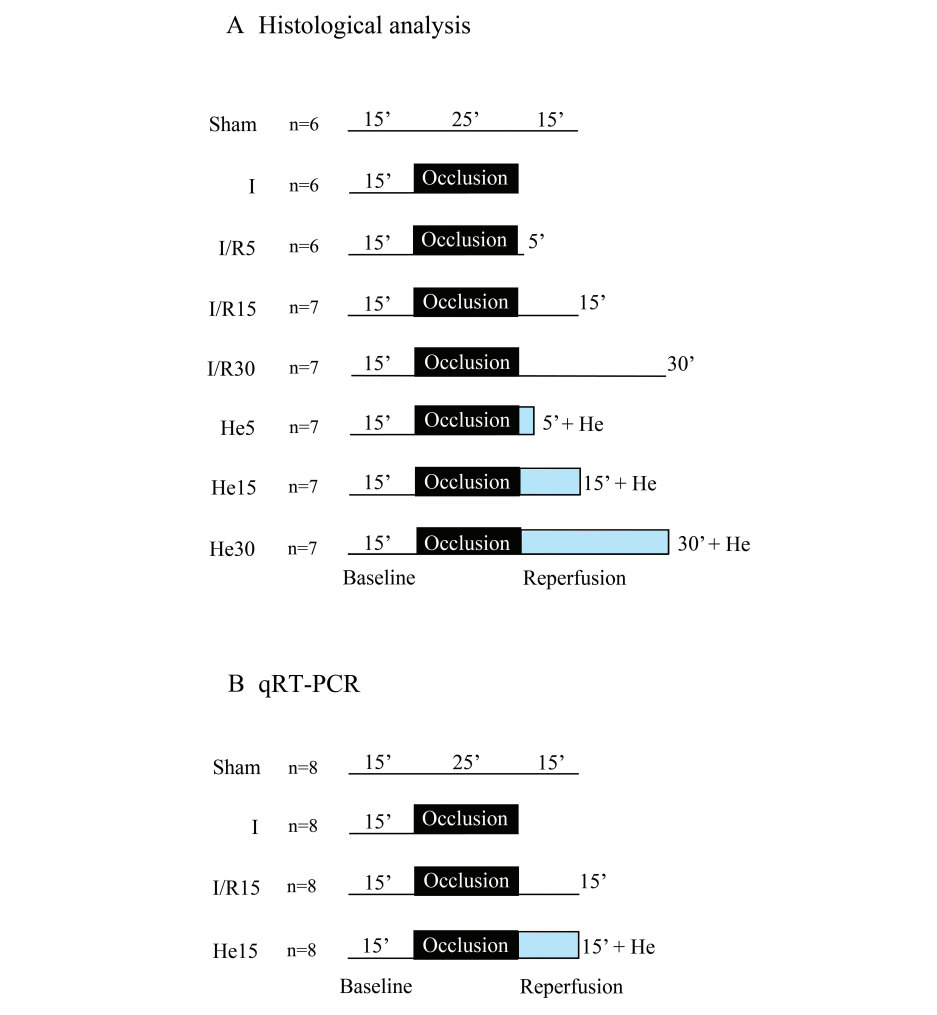 A Histological analysis
Sham n=6 15’ 25’ 15’
I n=6 15’ Occlusion
I/R5 n=6 15’ Occlusion 5’
I/R15 n=7 15’ Occlusion 15’
I/R30 n=7 15’ Occlusion 30’
He5 n=7 15’ Occlusion 5’+ He
He15 n=7 15’ Occlusion 15’ + He
He30 n=7 15’ Occlusion 30’+ He
Baseline Reperfusion
B qRT-PCR
Sham n=8 15’ 25’ 15’
I n=8 15’ Occlusion
I/R15 n=8 15’ Occlusion 15’
He15 n=8 15’ Occlusion 15’ + He
Baseline Reperfusion